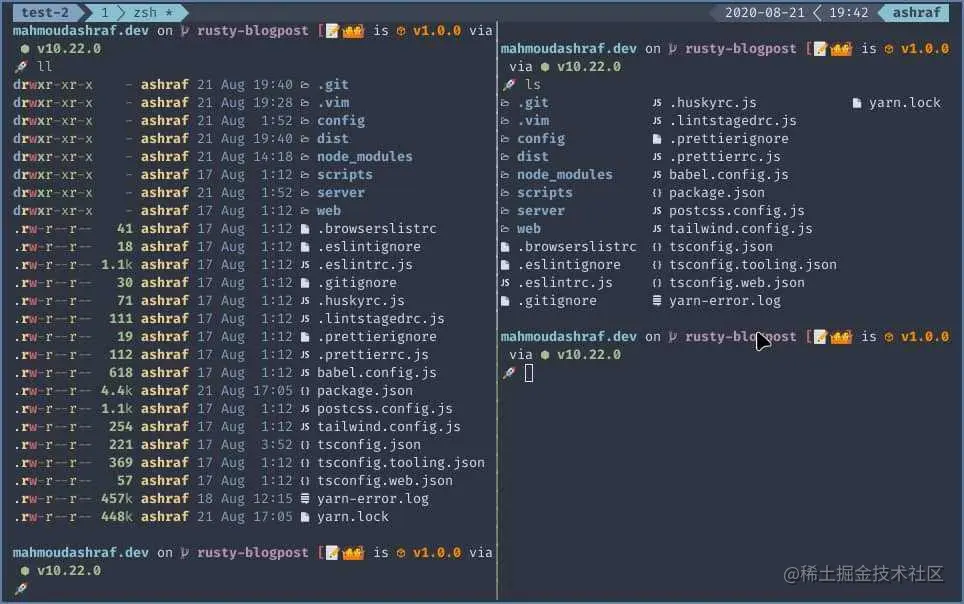 test-2 1 zsh * 2020-08-21 19:42 ashraf
mahmoudashraf.dev on rusty-blogpost [📝🤷] is 📦 v1.0.0 via
⬢ v10.22.0
🚀 ll
drwxr-xr-x - ashraf 21 Aug 19:40 .git
drwxr-xr-x - ashraf 21 Aug 19:28 .vim
drwxr-xr-x - ashraf 21 Aug 1:52 config
drwxr-xr-x - ashraf 21 Aug 19:40 dist
drwxr-xr-x - ashraf 21 Aug 14:18 node_modules
drwxr-xr-x - ashraf 17 Aug 1:12 scripts
drwxr-xr-x - ashraf 21 Aug 1:52 server
drwxr-xr-x - ashraf 17 Aug 1:12 web
.rw-r--r-- 41 ashraf 17 Aug 1:12 .browserslistrc
.rw-r--r-- 18 ashraf 17 Aug 1:12 .eslintignore
.rw-r--r-- 1.1k ashraf 17 Aug 1:12 JS .eslintrc.js
.rw-r--r-- 30 ashraf 17 Aug 1:12 .gitignore
.rw-r--r-- 71 ashraf 17 Aug 1:12 JS .huskyrc.js
.rw-r--r-- 111 ashraf 17 Aug 1:12 JS .lintstagedrc.js
.rw-r--r-- 19 ashraf 17 Aug 1:12 .prettierignore
.rw-r--r-- 112 ashraf 17 Aug 1:12 JS .prettierrc.js
.rw-r--r-- 618 ashraf 17 Aug 1:12 JS babel.config.js
.rw-r--r-- 4.4k ashraf 21 Aug 17:05 {} package.json
.rw-r--r-- 1.1k ashraf 17 Aug 1:12 JS postcss.config.js
.rw-r--r-- 254 ashraf 17 Aug 1:12 JS tailwind.config.js
.rw-r--r-- 221 ashraf 17 Aug 3:52 {} tsconfig.json
.rw-r--r-- 369 ashraf 17 Aug 1:12 {} tsconfig.tooling.json
.rw-r--r-- 57 ashraf 17 Aug 1:12 {} tsconfig.web.json
.rw-r--r-- 457k ashraf 18 Aug 12:15 yarn-error.log
.rw-r--r-- 448k ashraf 21 Aug 17:05 yarn.lock
mahmoudashraf.dev on rusty-blogpost [📝🤷] is 📦 v1.0.0 via
⬢ v10.22.0
🚀
mahmoudashraf.dev on rusty-blogpost [📝🤷] is 📦 v1.0.0
via ⬢ v10.22.0
🚀 ls
.git JS .huskyrc.js yarn.lock
.vim JS .lintstagedrc.js
config .prettierignore
dist JS .prettierrc.js
node_modules JS babel.config.js
scripts {} package.json
server JS postcss.config.js
web JS tailwind.config.js
.browserslistrc {} tsconfig.json
.eslintignore {} tsconfig.tooling.json
JS .eslintrc.js {} tsconfig.web.json
.gitignore yarn-error.log
mahmoudashraf.dev on rusty-blogpost [📝🤷] is 📦 v1.0.0
via ⬢ v10.22.0
🚀
@稀土掘金技术社区